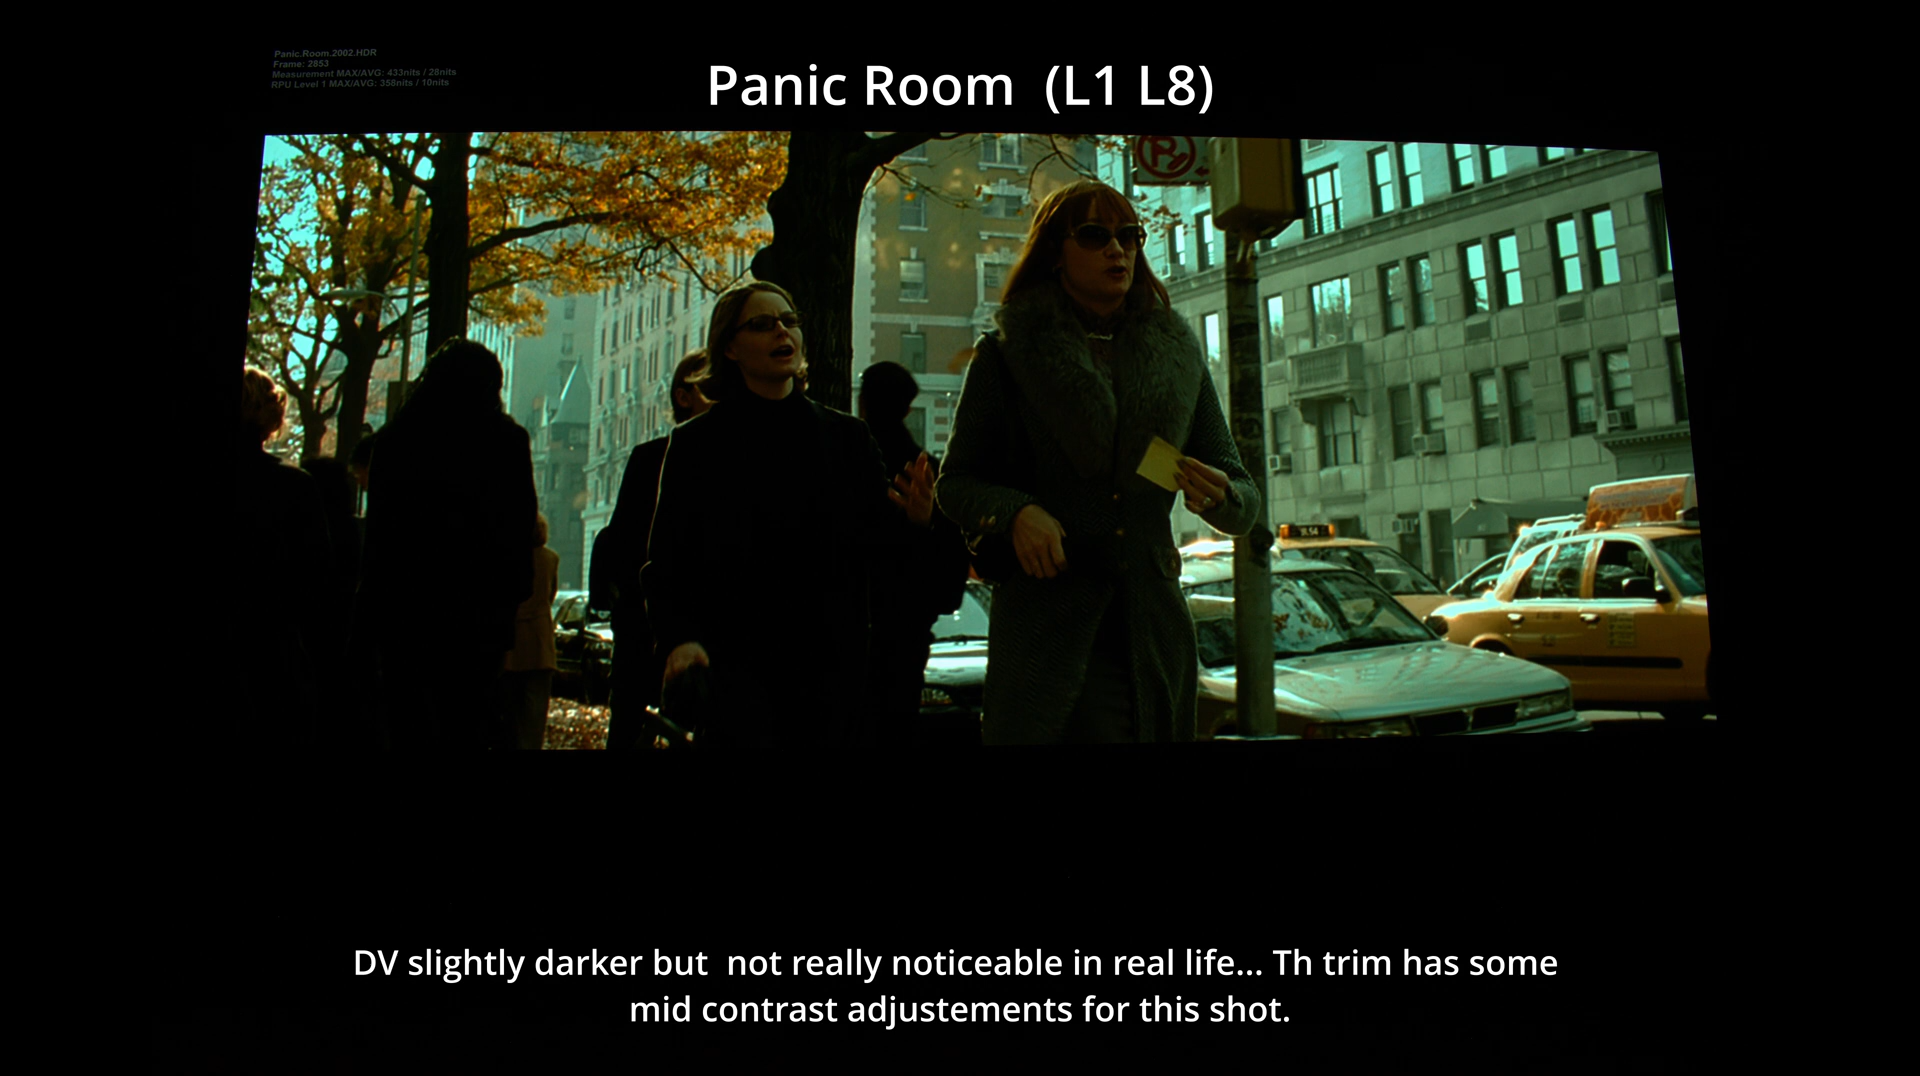 Panic.Room.2002.HDR
Frame: 2853
Measurement MAX/AVG: 433nits / 28nits
RPU Level 1 MAX/AVG: 358nits / 10nits
Panic Room  (L1 L8)
DV slightly darker but  not really noticeable in real life... Th trim has some
mid contrast adjustements for this shot.